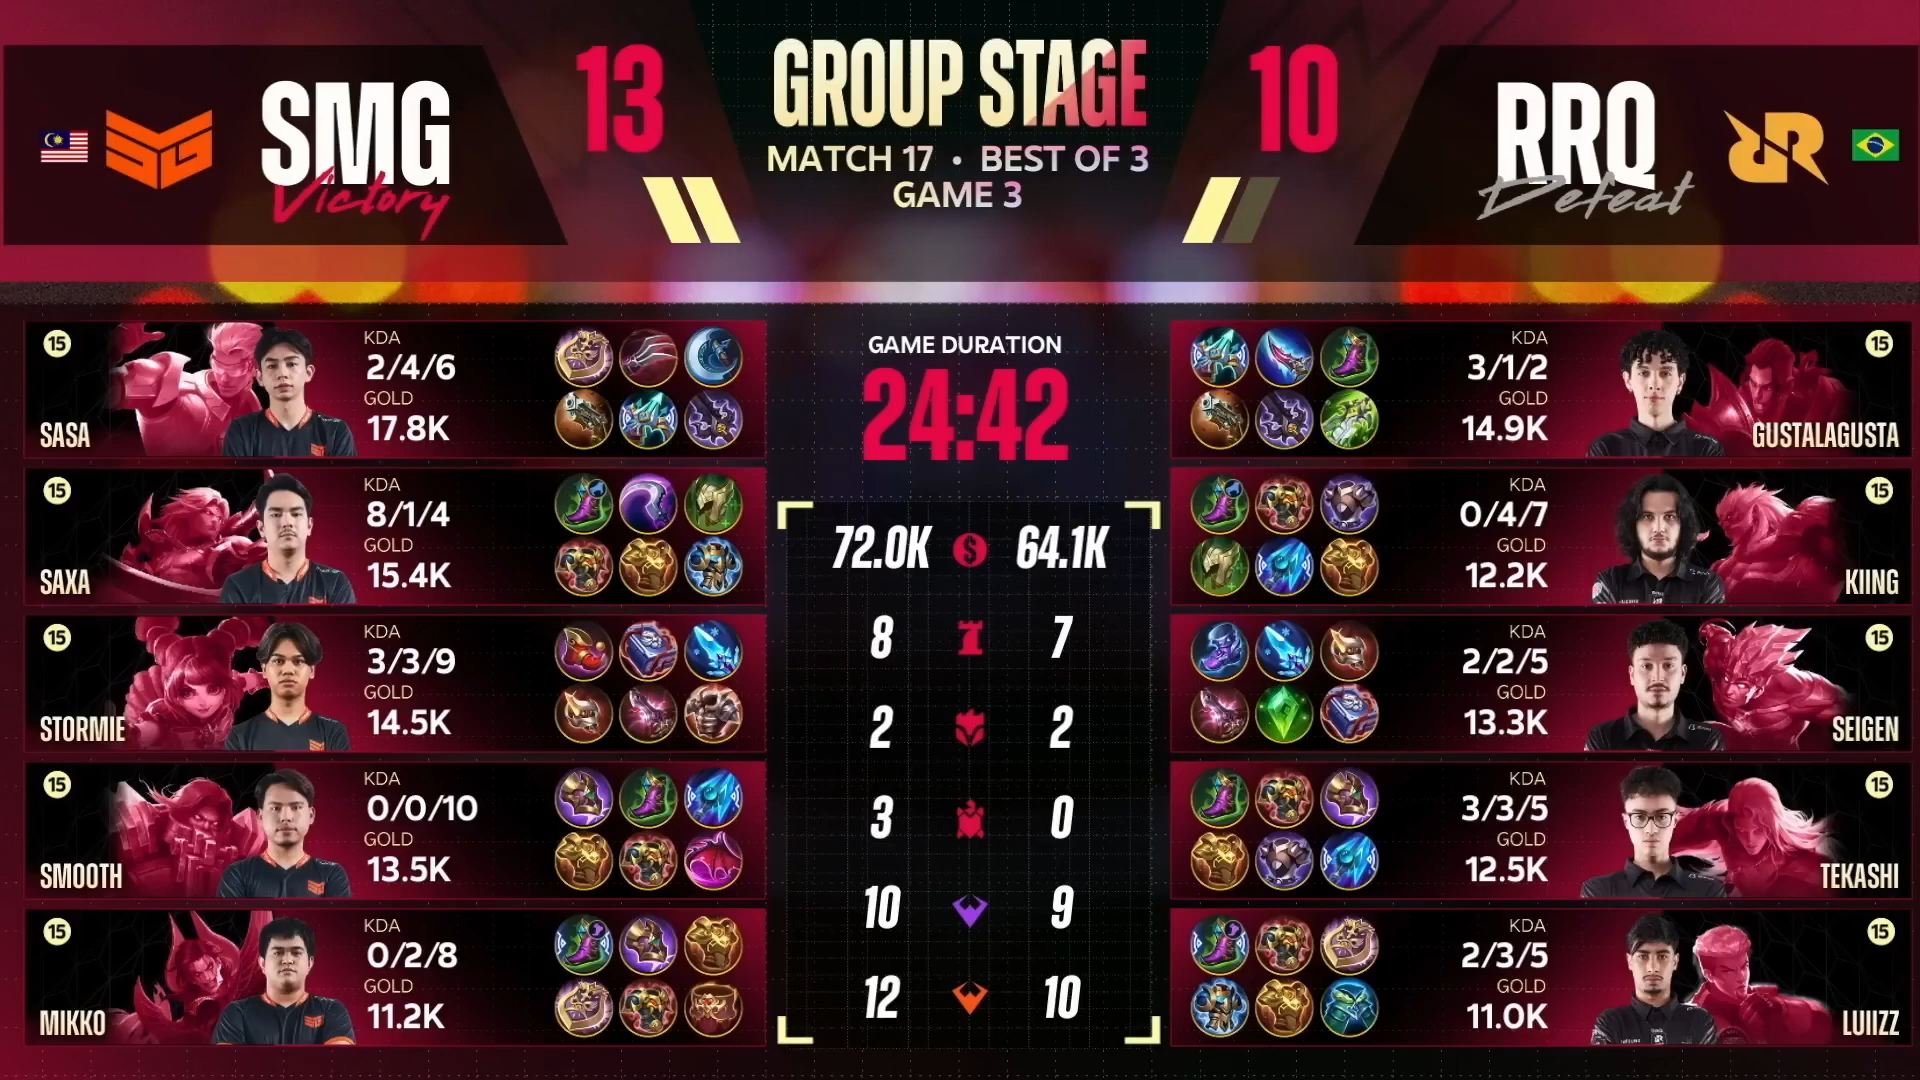 SMG
Victory
13
GROUP STAGE
MATCH 17 • BEST OF 3
GAME 3
10
RRQ
Defeat
15
KDA
2/4/6
GOLD
17.8K
SASA
15
KDA
8/1/4
GOLD
15.4K
SAXA
15
KDA
3/3/9
GOLD
14.5K
STORMIE
15
KDA
0/0/10
GOLD
13.5K
SMOOTH
15
KDA
0/2/8
GOLD
11.2K
MIKKO
GAME DURATION
24:42
72.0K $ 64.1K
8 7
2 2
3 0
10 9
12 10
KDA
15
3/1/2
GOLD
14.9K
GUSTALAGUSTA
KDA
15
0/4/7
GOLD
12.2K
KIING
KDA
15
2/2/5
GOLD
13.3K
SEIGEN
KDA
15
3/3/5
GOLD
12.5K
TEKASHI
KDA
15
2/3/5
GOLD
11.0K
LUIIZZ